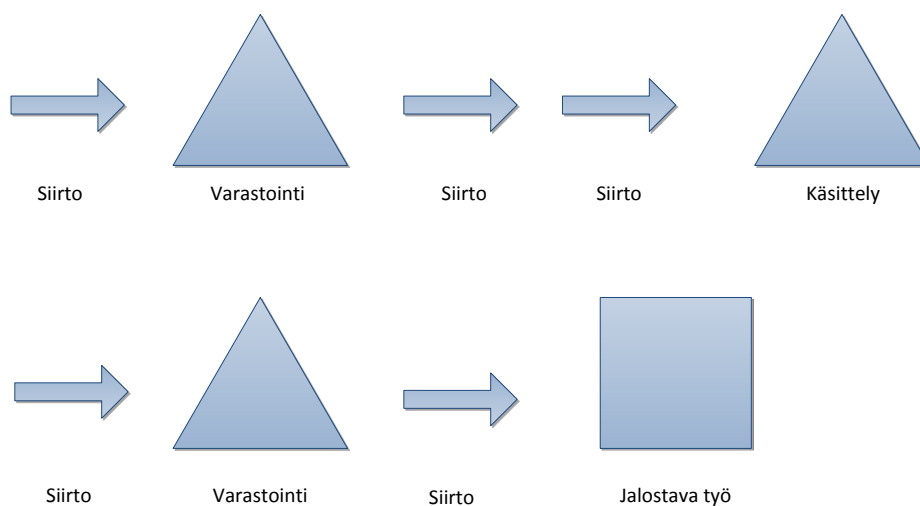 Siirto
Varastointi
Siirto
Siirto
Käsittely
Siirto
Varastointi
Siirto
Jalostava työ